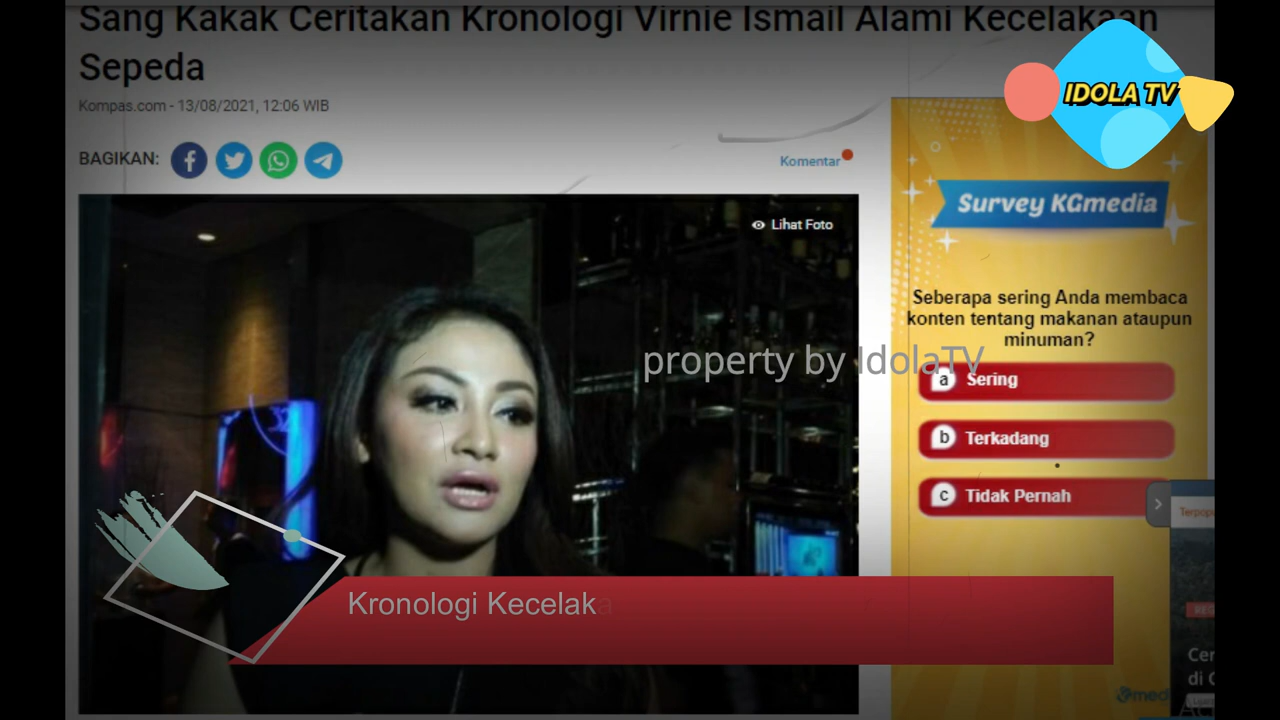 Sang Kakak Ceritakan Kronologi Virnie Ismail Alami Kecelakaan
Sepeda
Kompas.com - 13/08/2021, 12:06 WIB
BAGIKAN:
Komentar
Lihat Foto
IDOLA TV
Survey KGmedia
Seberapa sering Anda membaca
konten tentang makanan ataupun
minuman?
property by IdolaTV
a Sering
b Terkadang
c Tidak Pernah
Kronologi Kecelaka